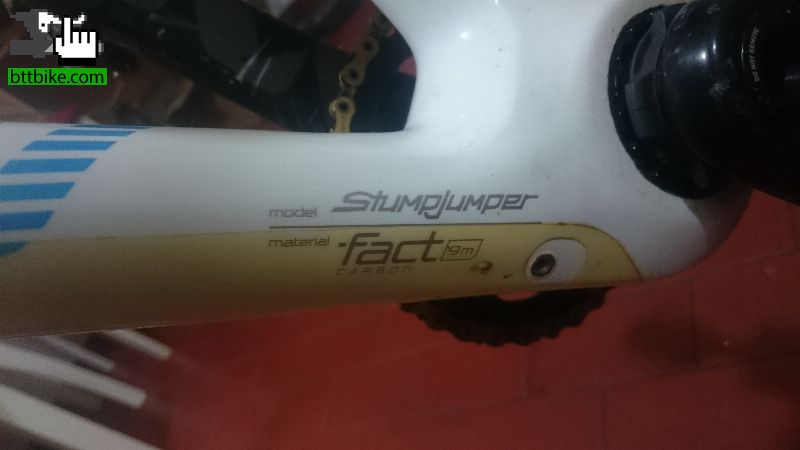 bttbike.com
DO NOT REMOVE
model StumpJumper
material fact 9m
CARBON